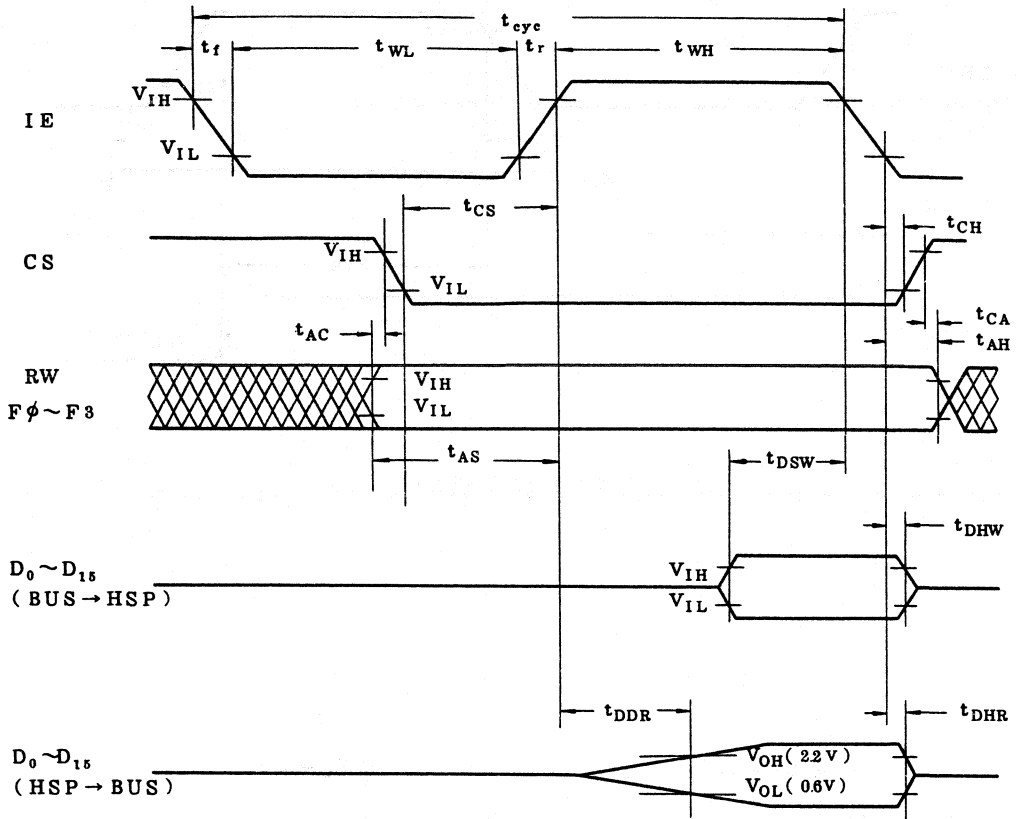 tcyc
tf tWL tr tWH
IE
VIH
VIL
tCS
tCH
CS
VIH
VIL
tAC
tCA
tAH
RW
Fφ~F3
VIH
VIL
tAS
tDSW
tDHW
D0~D15
(BUS→HSP)
VIH
VIL
tDDR
tDHR
D0~D15
(HSP→BUS)
VOH(2.2V)
VOL(0.6V)